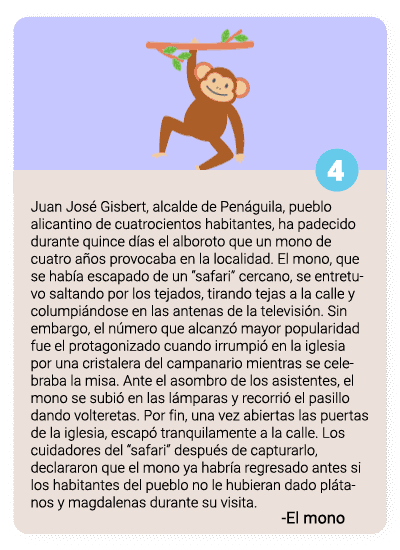 4
Juan José Gisbert, alcalde de Penáguila, pueblo
alicantino de cuatrocientos habitantes, ha padecido
durante quince días el alboroto que un mono de
cuatro años provocaba en la localidad. El mono, que
se había escapado de un "safari" cercano, se entretu-
vo saltando por los tejados, tirando tejas a la calle y
columpiándose en las antenas de la televisión. Sin
embargo, el número que alcanzó mayor popularidad
fue el protagonizado cuando irrumpió en la iglesia
por una cristalera del campanario mientras se cele-
braba la misa. Ante el asombro de los asistentes, el
mono se subió en las lámparas y recorrió el pasillo
dando volteretas. Por fin, una vez abiertas las puertas
de la iglesia, escapó tranquilamente a la calle. Los
cuidadores del "safari" después de capturarlo,
declararon que el mono ya habría regresado antes si
los habitantes del pueblo no le hubieran dado pláta-
nos y magdalenas durante su visita.
-El mono